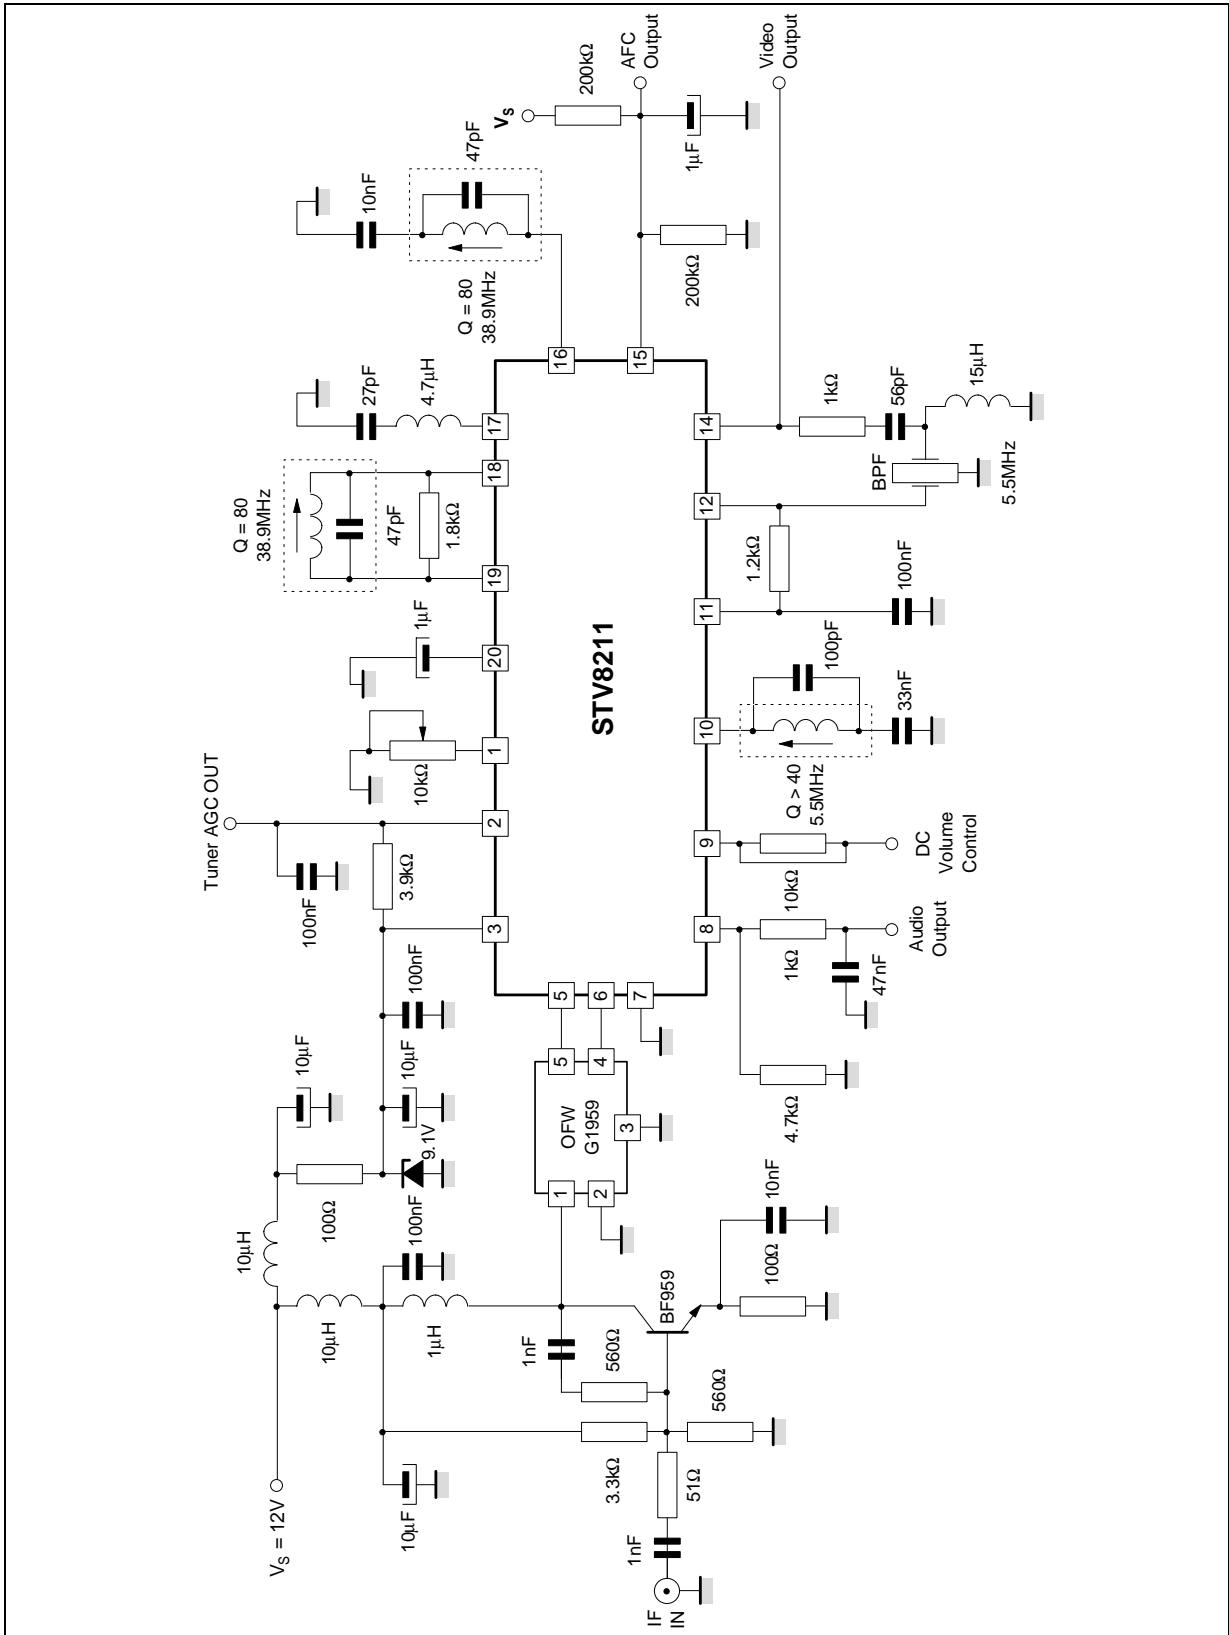 V_S = 12V
10µH
10µH
1µH
10µF
100nF
100Ω
10µF
9.1V
10µF
100nF
100nF
3.9kΩ
Tuner AGC OUT
10kΩ
1µF
Q = 80
38.9MHz
47pF
1.8kΩ
27pF
4.7µH
10nF
47pF
Q = 80
38.9MHz
V_S
200kΩ
AFC
Output
1µF
200kΩ
Video
Output
3
2
1
20
19
18
17
16
15
STV8211
5
6
7
8
9
10
11
12
14
OFW
G1959
1
2
3
4
5
1nF
560Ω
BF959
3.3kΩ
560Ω
51Ω
1nF
IF
IN
100Ω
10nF
4.7kΩ
1kΩ
47nF
Audio
Output
10kΩ
DC
Volume
Control
Q > 40
5.5MHz
100pF
33nF
1.2kΩ
100nF
1kΩ
56pF
15µH
BPF
5.5MHz